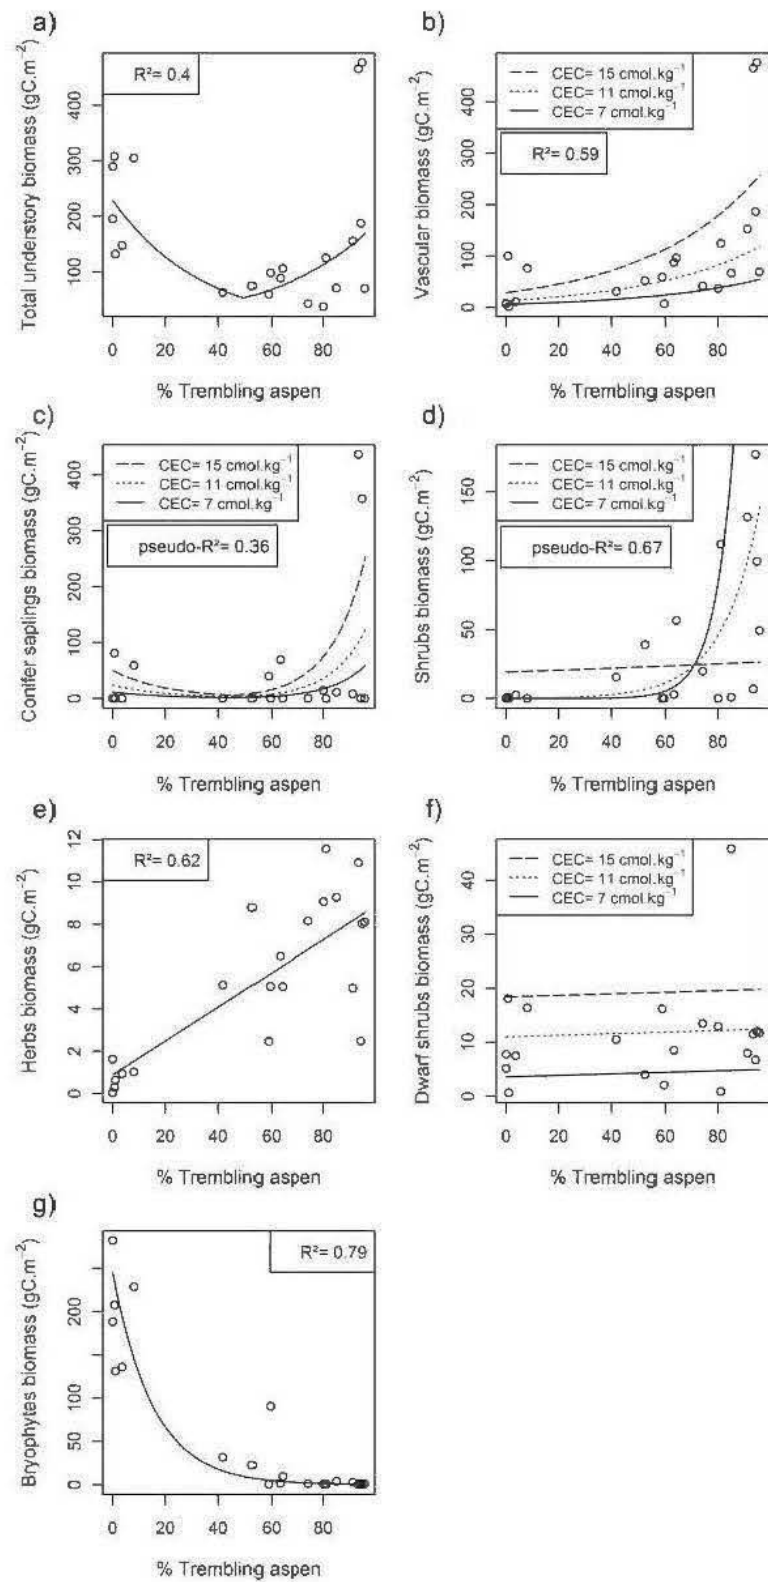 a)
R²= 0.4
Total understory biomass (gC.m⁻²)
100 200 300 400
0 20 40 60 80
% Trembling aspen
b)
CEC= 15 cmol.kg⁻¹
CEC= 11 cmol.kg⁻¹
CEC= 7 cmol.kg⁻¹
R²= 0.59
Vascular biomass (gC.m⁻²)
0 100 200 300 400
0 20 40 60 80
% Trembling aspen
c)
CEC= 15 cmol.kg⁻¹
CEC= 11 cmol.kg⁻¹
CEC= 7 cmol.kg⁻¹
pseudo-R²= 0.36
Conifer saplings biomass (gC.m⁻²)
0 100 200 300 400
0 20 40 60 80
% Trembling aspen
d)
CEC= 15 cmol.kg⁻¹
CEC= 11 cmol.kg⁻¹
CEC= 7 cmol.kg⁻¹
pseudo-R²= 0.67
Shrubs biomass (gC.m⁻²)
0 50 100 150
0 20 40 60 80
% Trembling aspen
e)
R²= 0.62
Herbs biomass (gC.m⁻²)
0 2 4 6 8 10 12
0 20 40 60 80
% Trembling aspen
f)
CEC= 15 cmol.kg⁻¹
CEC= 11 cmol.kg⁻¹
CEC= 7 cmol.kg⁻¹
Dwarf shrubs biomass (gC.m⁻²)
0 10 20 30 40
0 20 40 60 80
% Trembling aspen
g)
R²= 0.79
Bryophytes biomass (gC.m⁻²)
0 50 100 200
0 20 40 60 80
% Trembling aspen